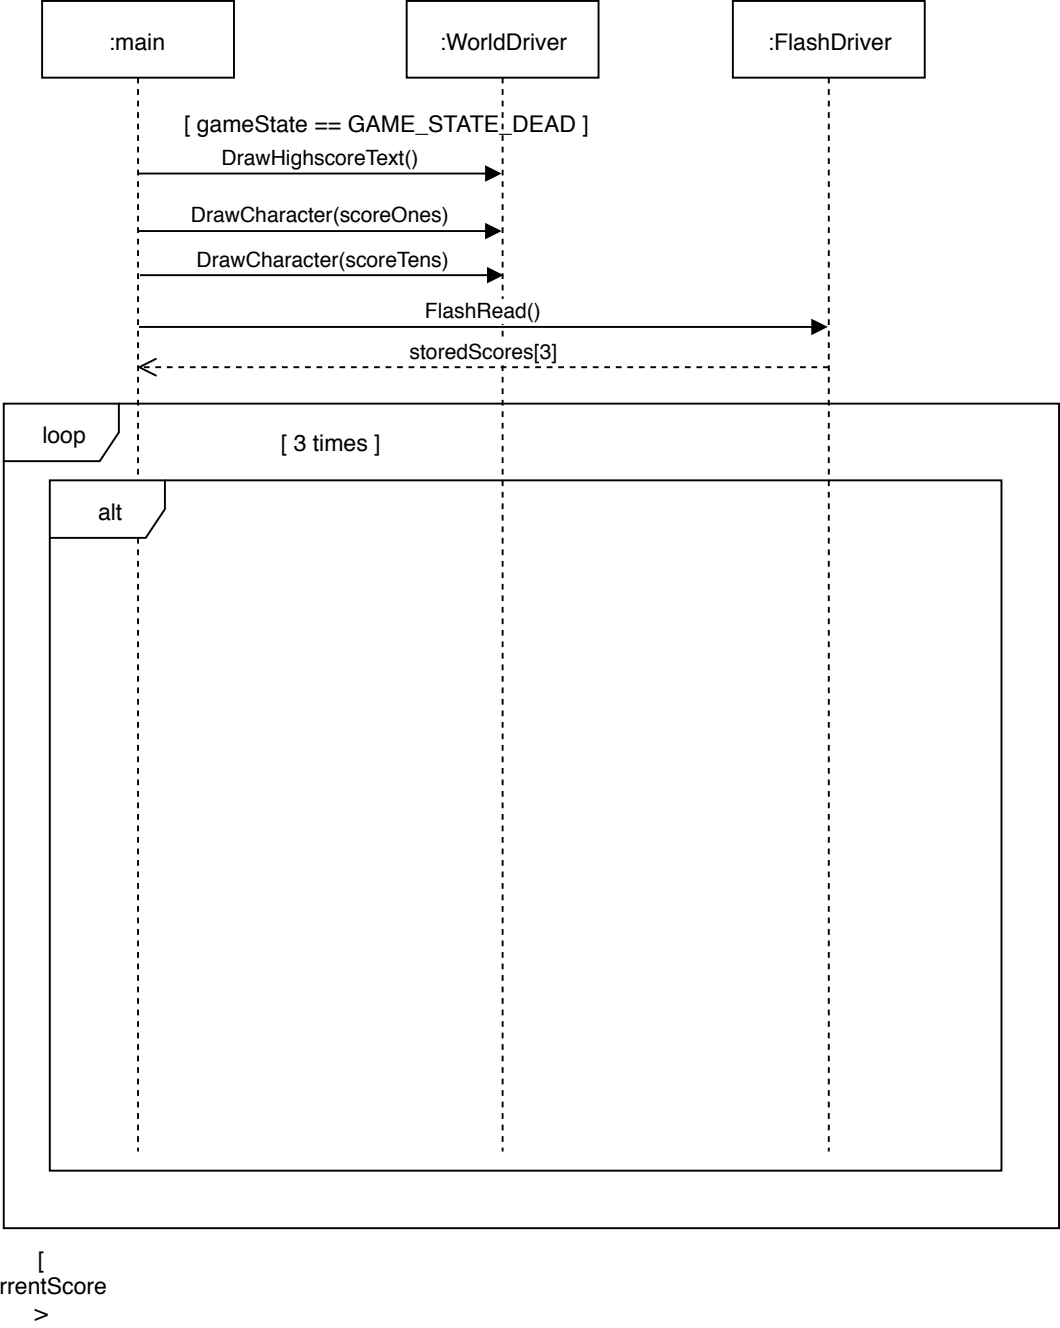 :main
:WorldDriver
:FlashDriver
[ gameState == GAME_STATE_DEAD ]
DrawHighscoreText()
DrawCharacter(scoreOnes)
DrawCharacter(scoreTens)
FlashRead()
storedScores[3]
loop
[ 3 times ]
alt
[
rrentScore
>